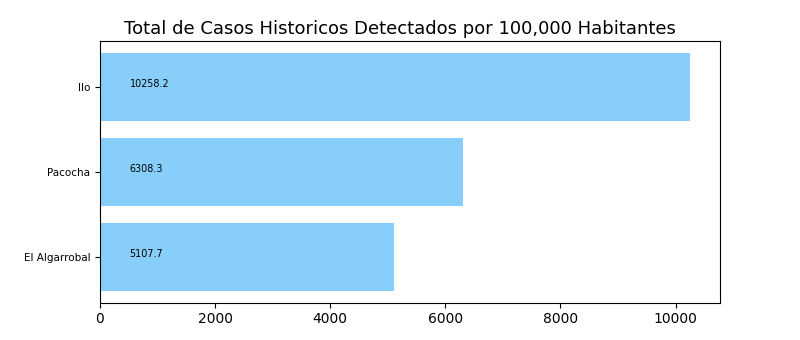 Total de Casos Historicos Detectados por 100,000 Habitantes
Ilo
10258.2
Pacocha
6308.3
El Algarrobal
5107.7
0 2000 4000 6000 8000 10000